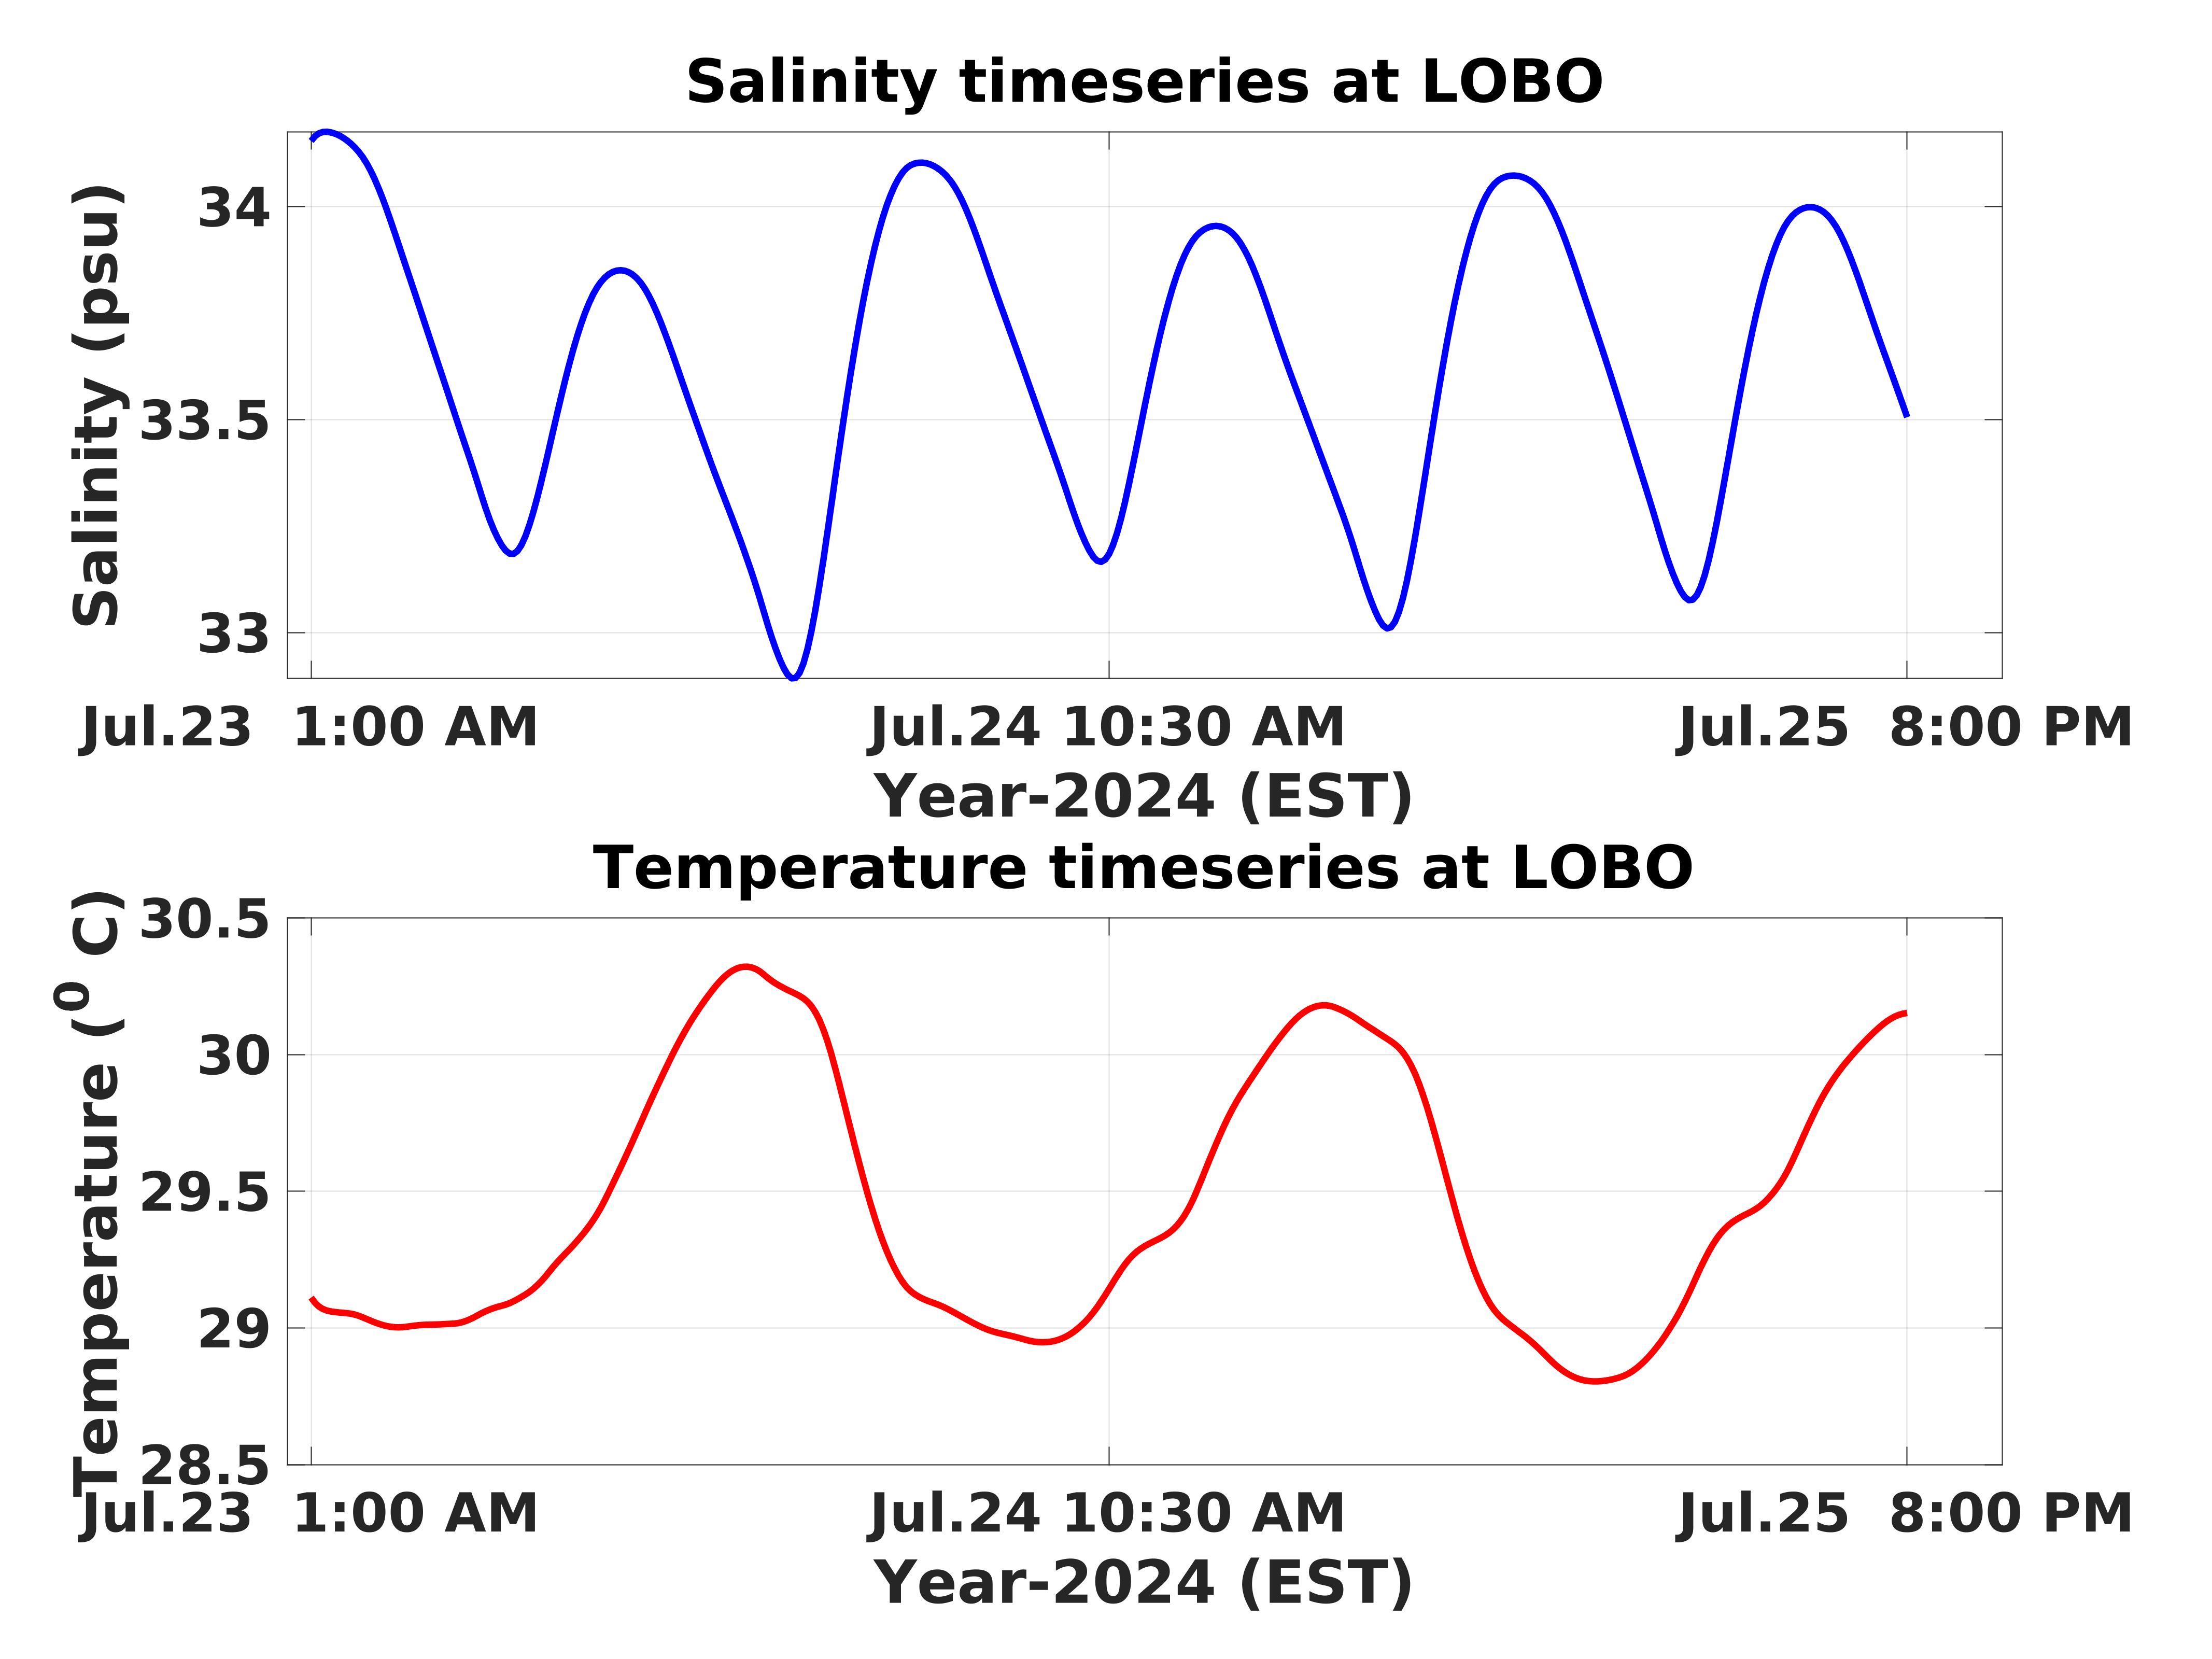 Salinity timeseries at LOBO
Salinity (psu)
34
33.5
33
Jul.23 1:00 AM Jul.24 10:30 AM Jul.25 8:00 PM
Year-2024 (EST)
Temperature timeseries at LOBO
Temperature (⁰ C)
30.5
30
29.5
29
28.5
Jul.23 1:00 AM Jul.24 10:30 AM Jul.25 8:00 PM
Year-2024 (EST)